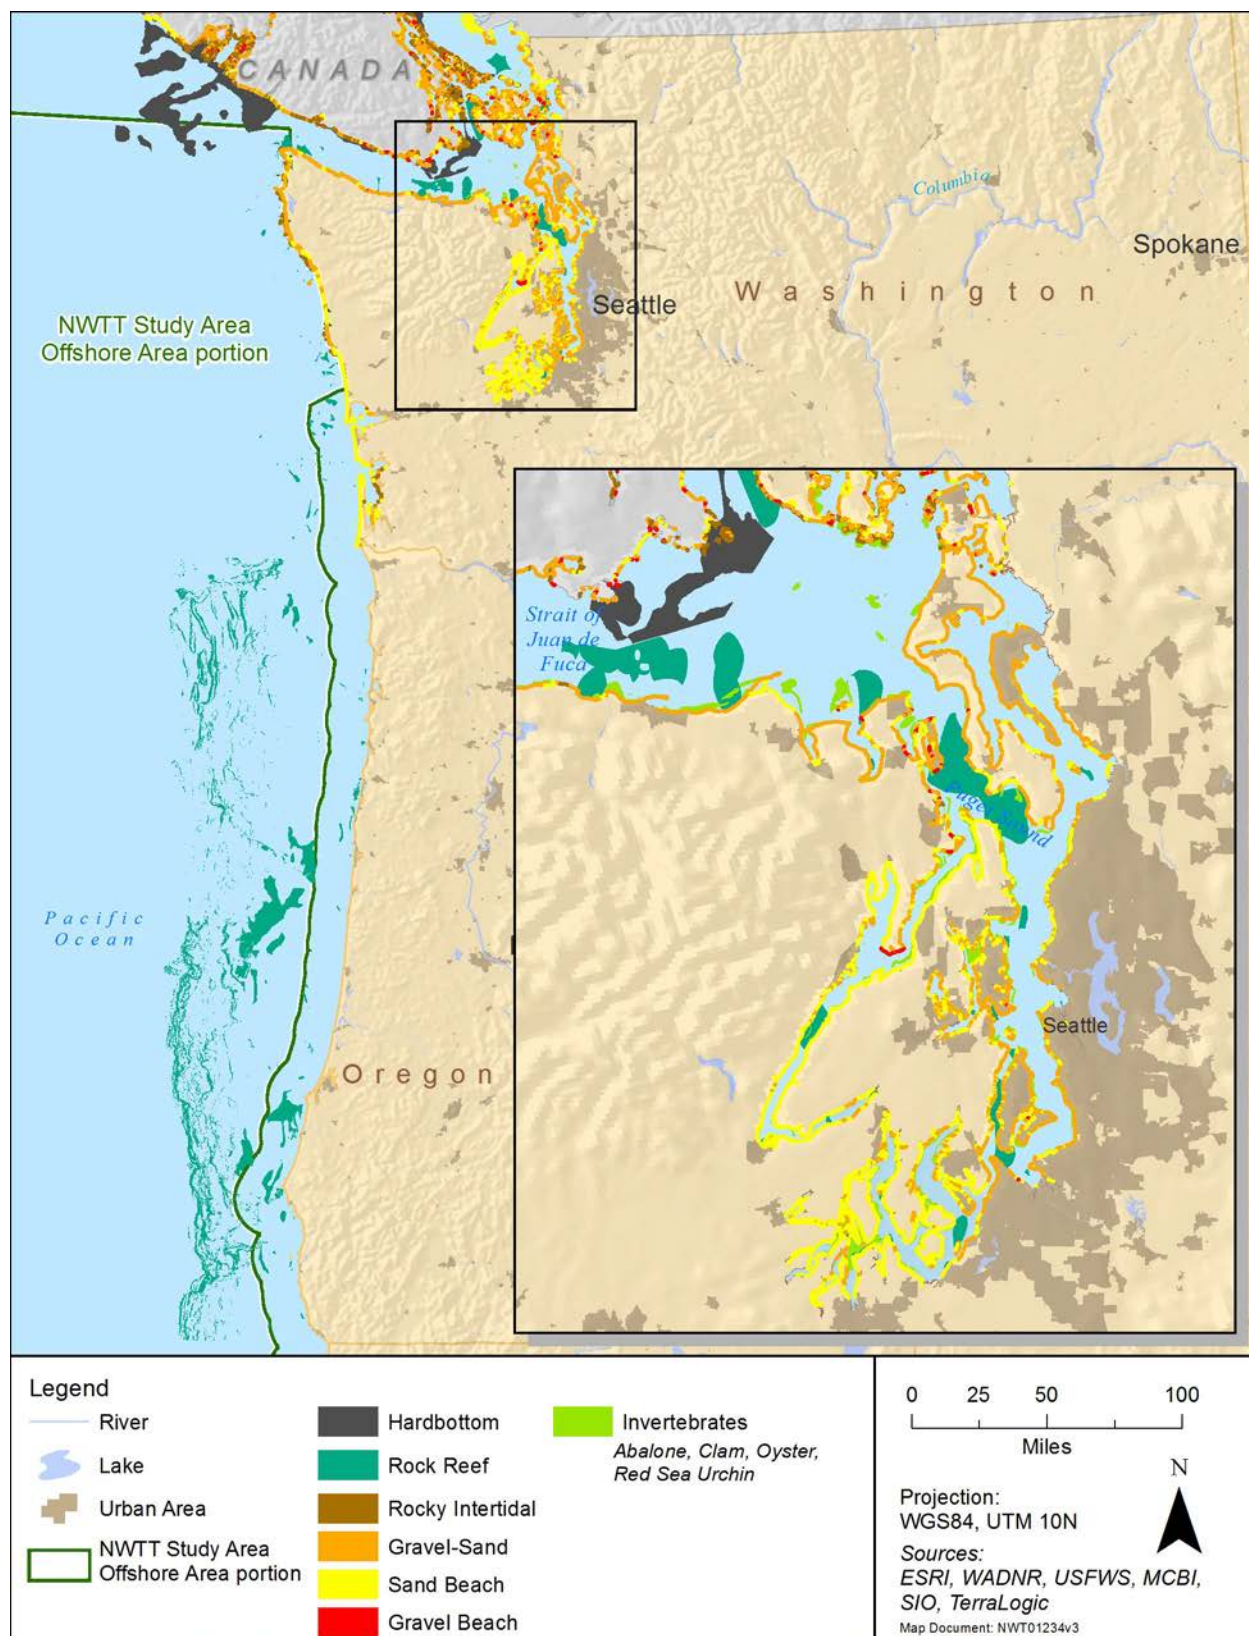 CANADA
Columbia
Spokane
Washington
Seattle
NWTT Study Area
Offshore Area portion
Strait of
Juan de
Fuca
Puget Sound
Pacific
Ocean
Seattle
Oregon
Legend
River
Lake
Urban Area
NWTT Study Area
Offshore Area portion
Hardbottom
Rock Reef
Rocky Intertidal
Gravel-Sand
Sand Beach
Gravel Beach
Invertebrates
Abalone, Clam, Oyster,
Red Sea Urchin
0 25 50 100
Miles
N
Projection:
WGS84, UTM 10N
Sources:
ESRI, WADNR, USFWS, MCBI,
SIO, TerraLogic
Map Document: NWT01234v3